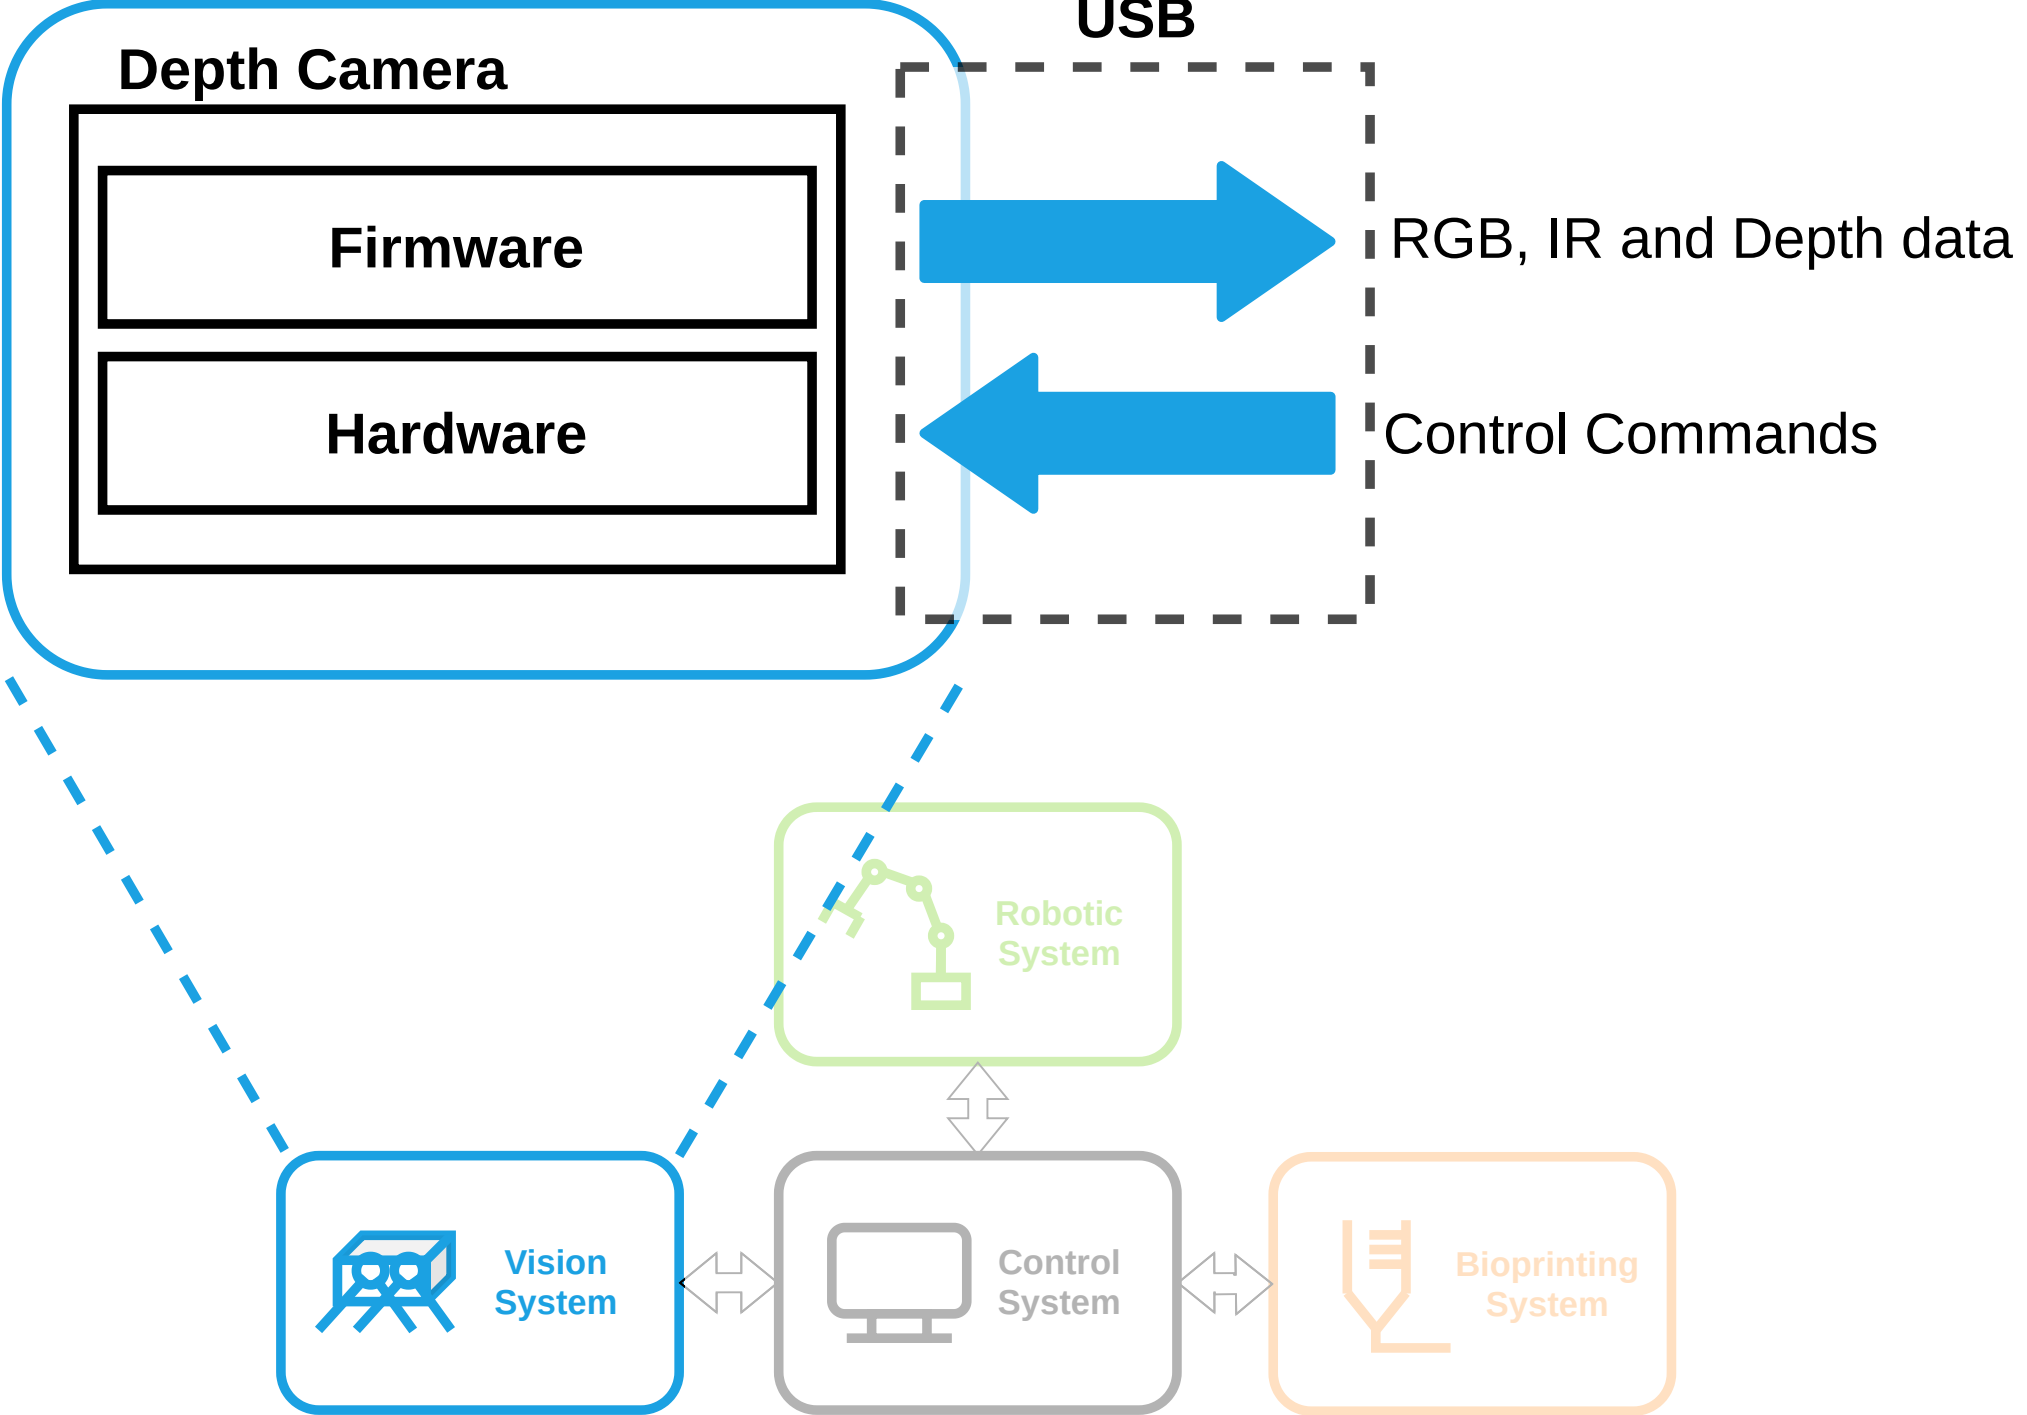 USB
Depth Camera
Firmware
RGB, IR and Depth data
Hardware
Control Commands
Robotic
System
Vision
System
Control
System
Bioprinting
System